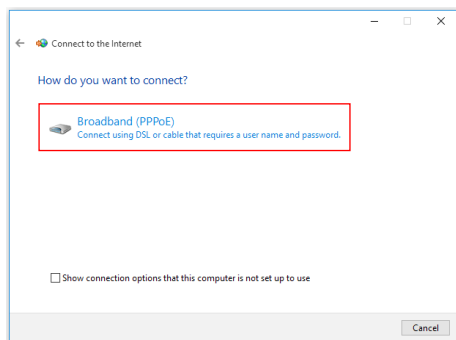 Connect to the Internet
How do you want to connect?
Broadband (PPPoE)
Connect using DSL or cable that requires a user name and password.
Show connection options that this computer is not set up to use
Cancel